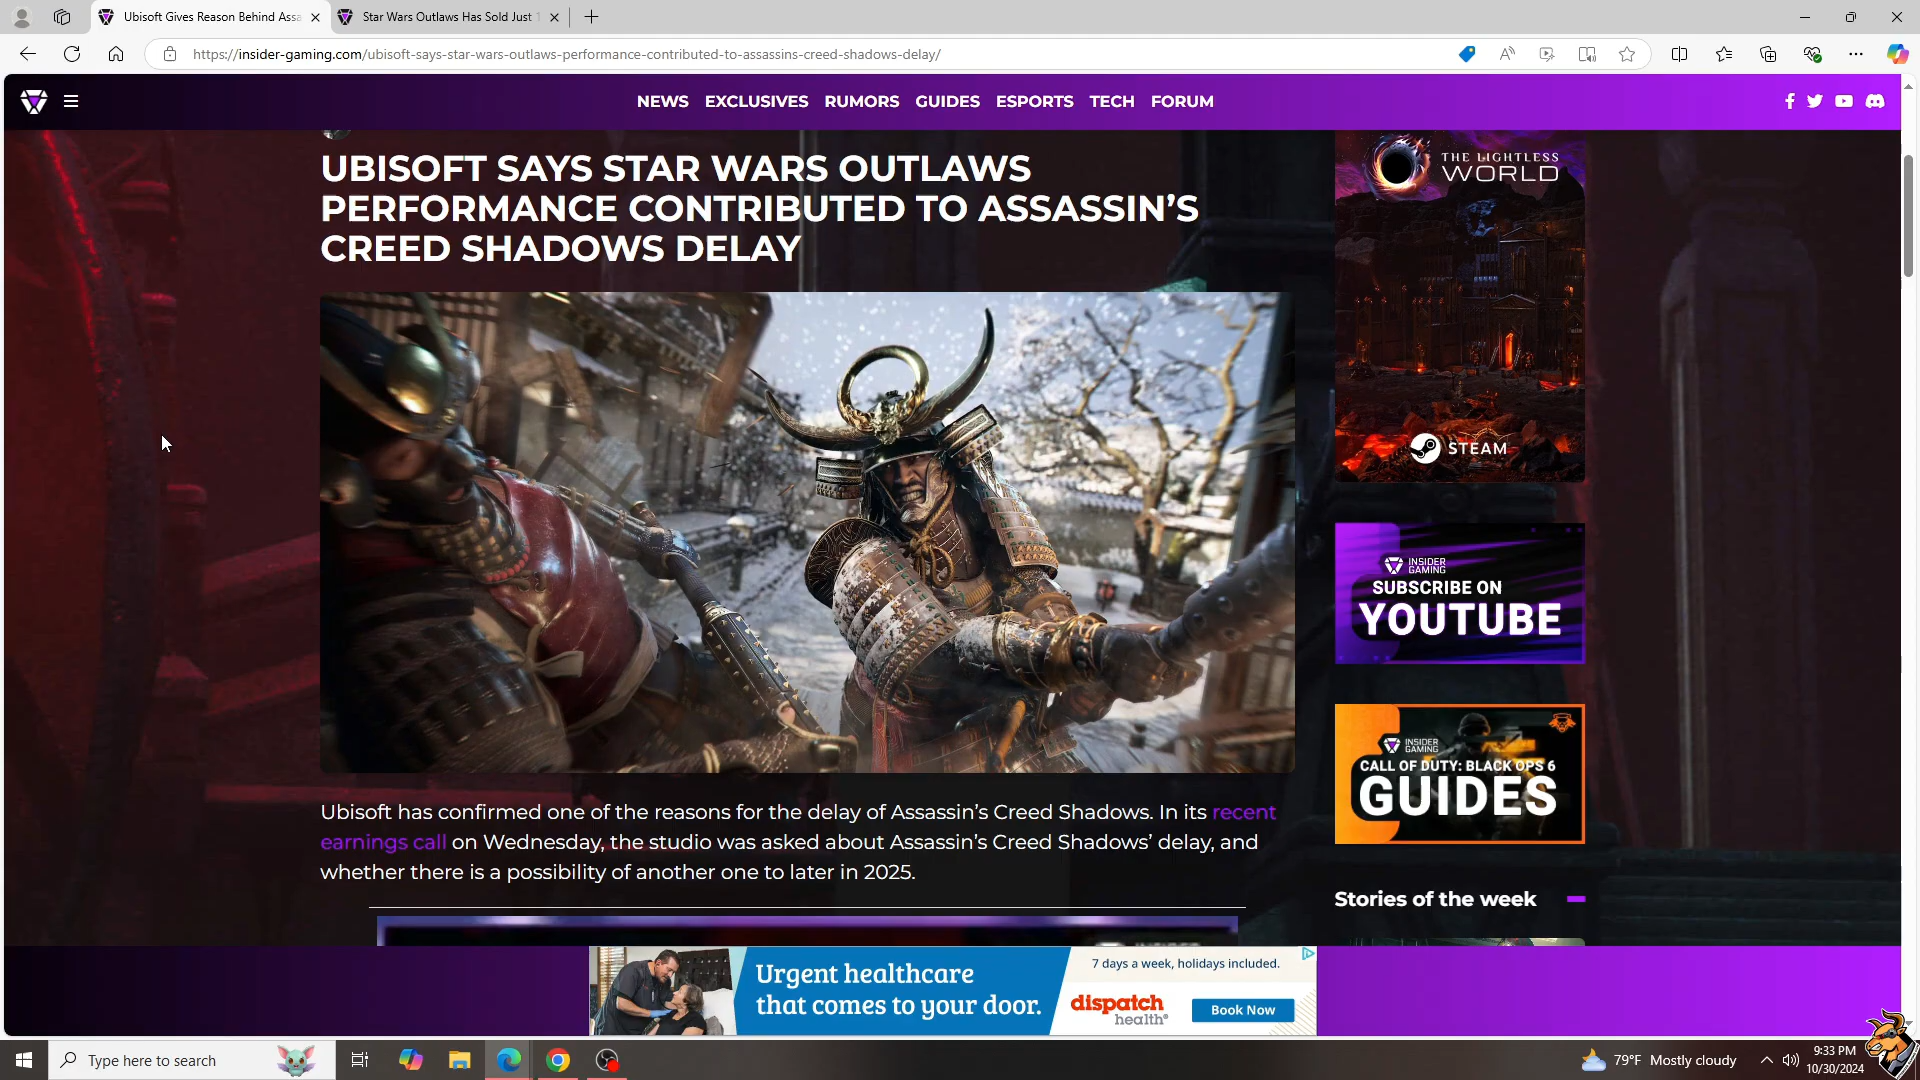 Ubisoft Gives Reason Behind Assa
Star Wars Outlaws Has Sold Just 1
https://insider-gaming.com/ubisoft-says-star-wars-outlaws-performance-contributed-to-assassins-creed-shadows-delay/
NEWS EXCLUSIVES RUMORS GUIDES ESPORTS TECH FORUM
UBISOFT SAYS STAR WARS OUTLAWS
PERFORMANCE CONTRIBUTED TO ASSASSIN'S
CREED SHADOWS DELAY
THE LIGHTLESS
WORLD
STEAM
INSIDER
GAMING
SUBSCRIBE ON
YOUTUBE
INSIDER
GAMING
CALL OF DUTY: BLACK OPS 6
GUIDES
Ubisoft has confirmed one of the reasons for the delay of Assassin's Creed Shadows. In its recent
earnings call on Wednesday, the studio was asked about Assassin's Creed Shadows' delay, and
whether there is a possibility of another one to later in 2025.
Stories of the week
INSIDER
Urgent healthcare
that comes to your door.
7 days a week, holidays included.
dispatch
health®
Book Now
Type here to search
79°F Mostly cloudy
9:33 PM
10/30/2024